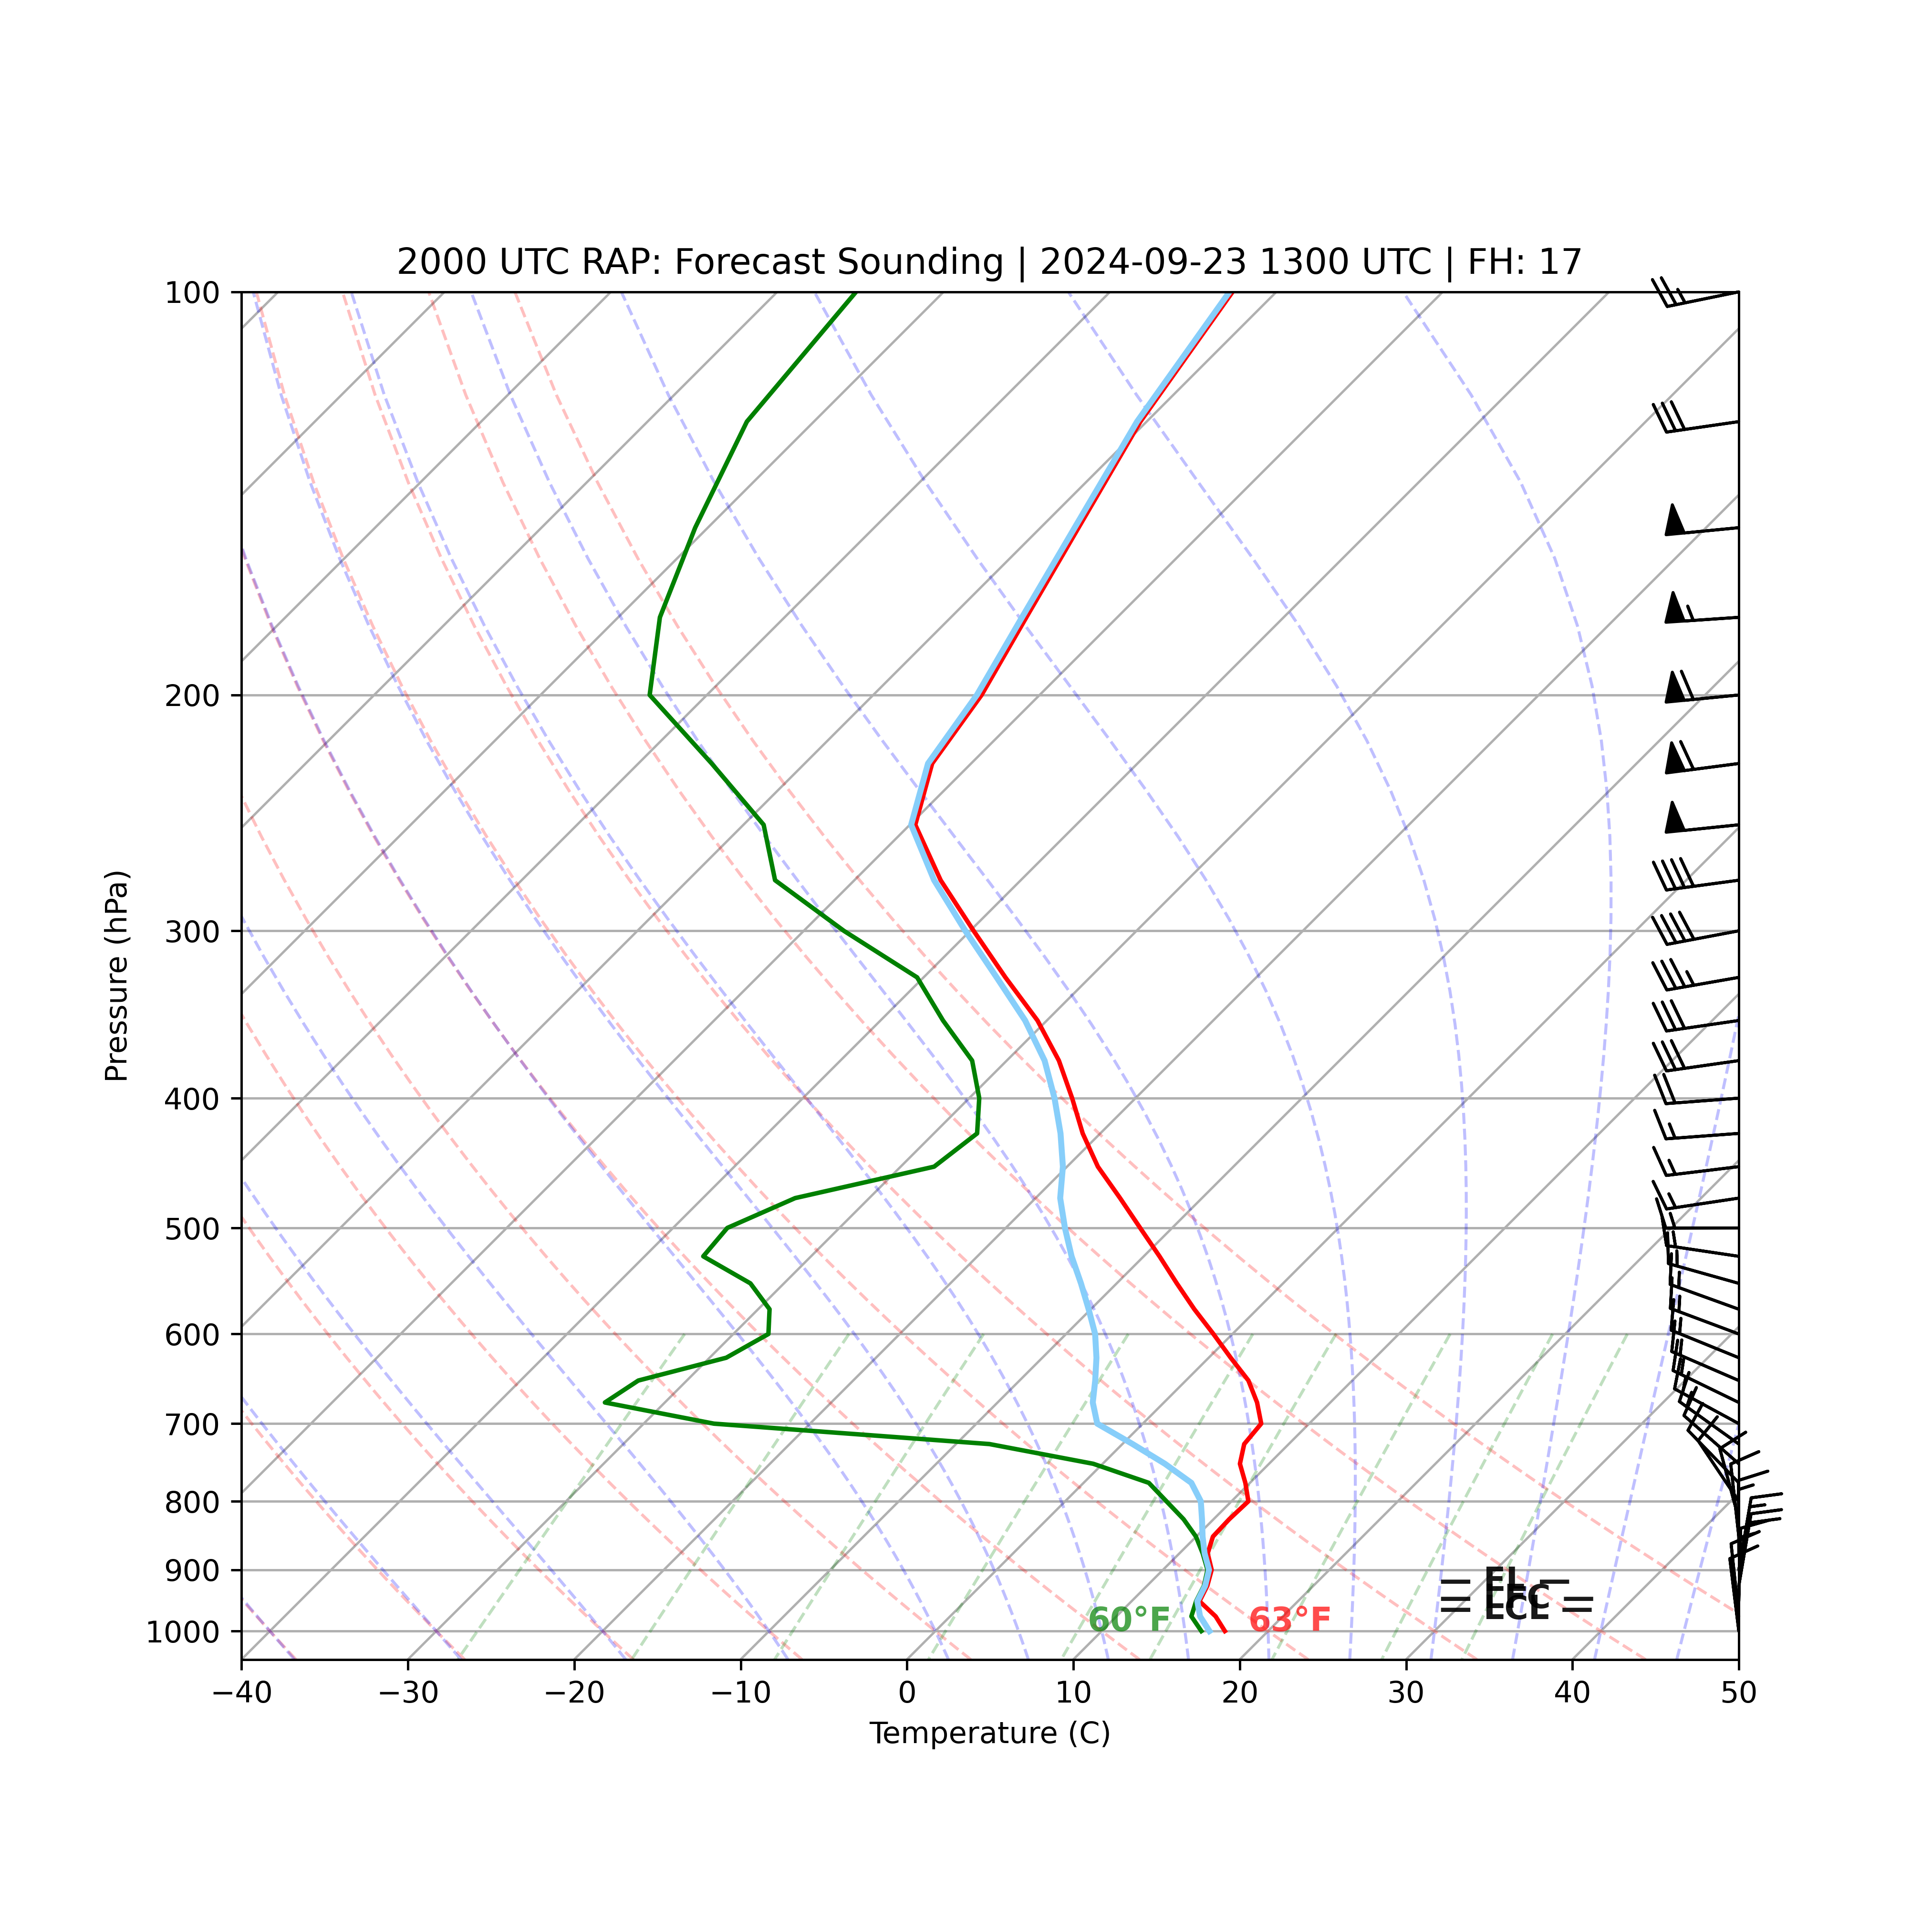 2000 UTC RAP: Forecast Sounding | 2024-09-23 1300 UTC | FH: 17
100
200
300
400
500
600
700
800
900
1000
Pressure (hPa)
EL
LFC
LCL
60°F
63°F
−40
−30
−20
−10
0
10
20
30
40
50
Temperature (C)